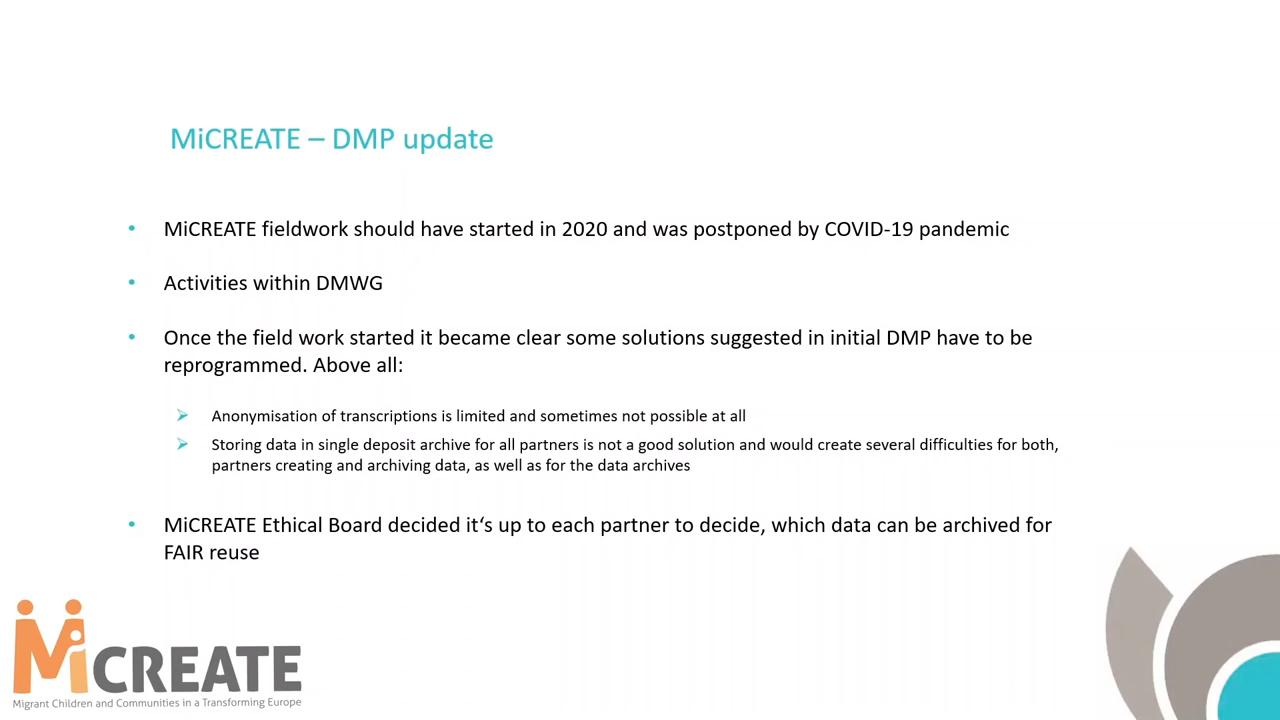 MiCREATE – DMP update
• MiCREATE fieldwork should have started in 2020 and was postponed by COVID-19 pandemic
• Activities within DMWG
• Once the field work started it became clear some solutions suggested in initial DMP have to be
reprogrammed. Above all:
➢ Anonymisation of transcriptions is limited and sometimes not possible at all
➢ Storing data in single deposit archive for all partners is not a good solution and would create several difficulties for both,
partners creating and archiving data, as well as for the data archives
• MiCREATE Ethical Board decided it‘s up to each partner to decide, which data can be archived for
FAIR reuse
MiCREATE
Migrant Children and Communities in a Transforming Europe